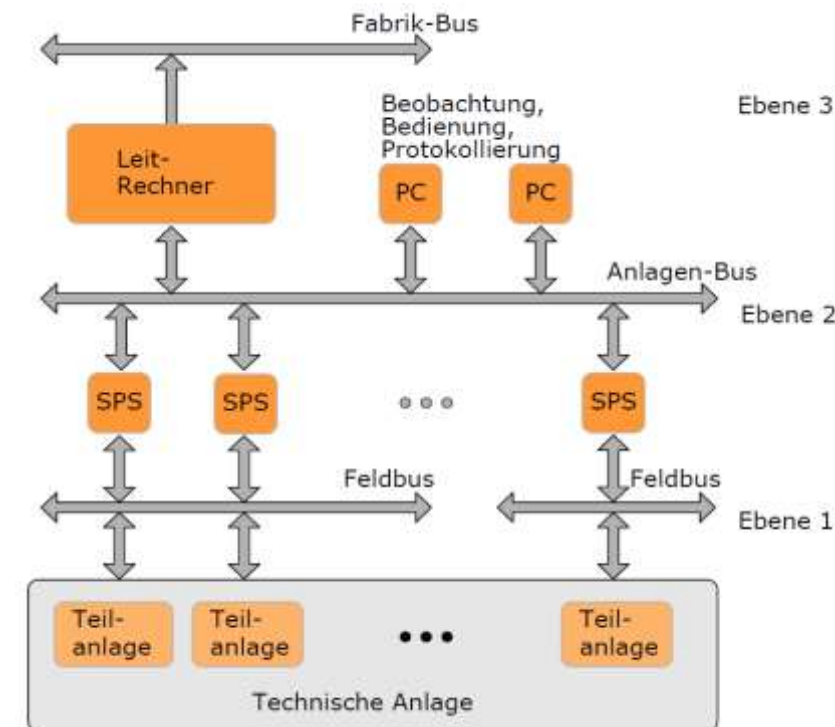 Fabrik-Bus
Beobachtung,
Bedienung,
Protokollierung
Ebene 3
Leit-
Rechner
PC
PC
Anlagen-Bus
Ebene 2
SPS
SPS
SPS
Feldbus
Feldbus
Ebene 1
Teil-
anlage
Teil-
anlage
Teil-
anlage
Technische Anlage